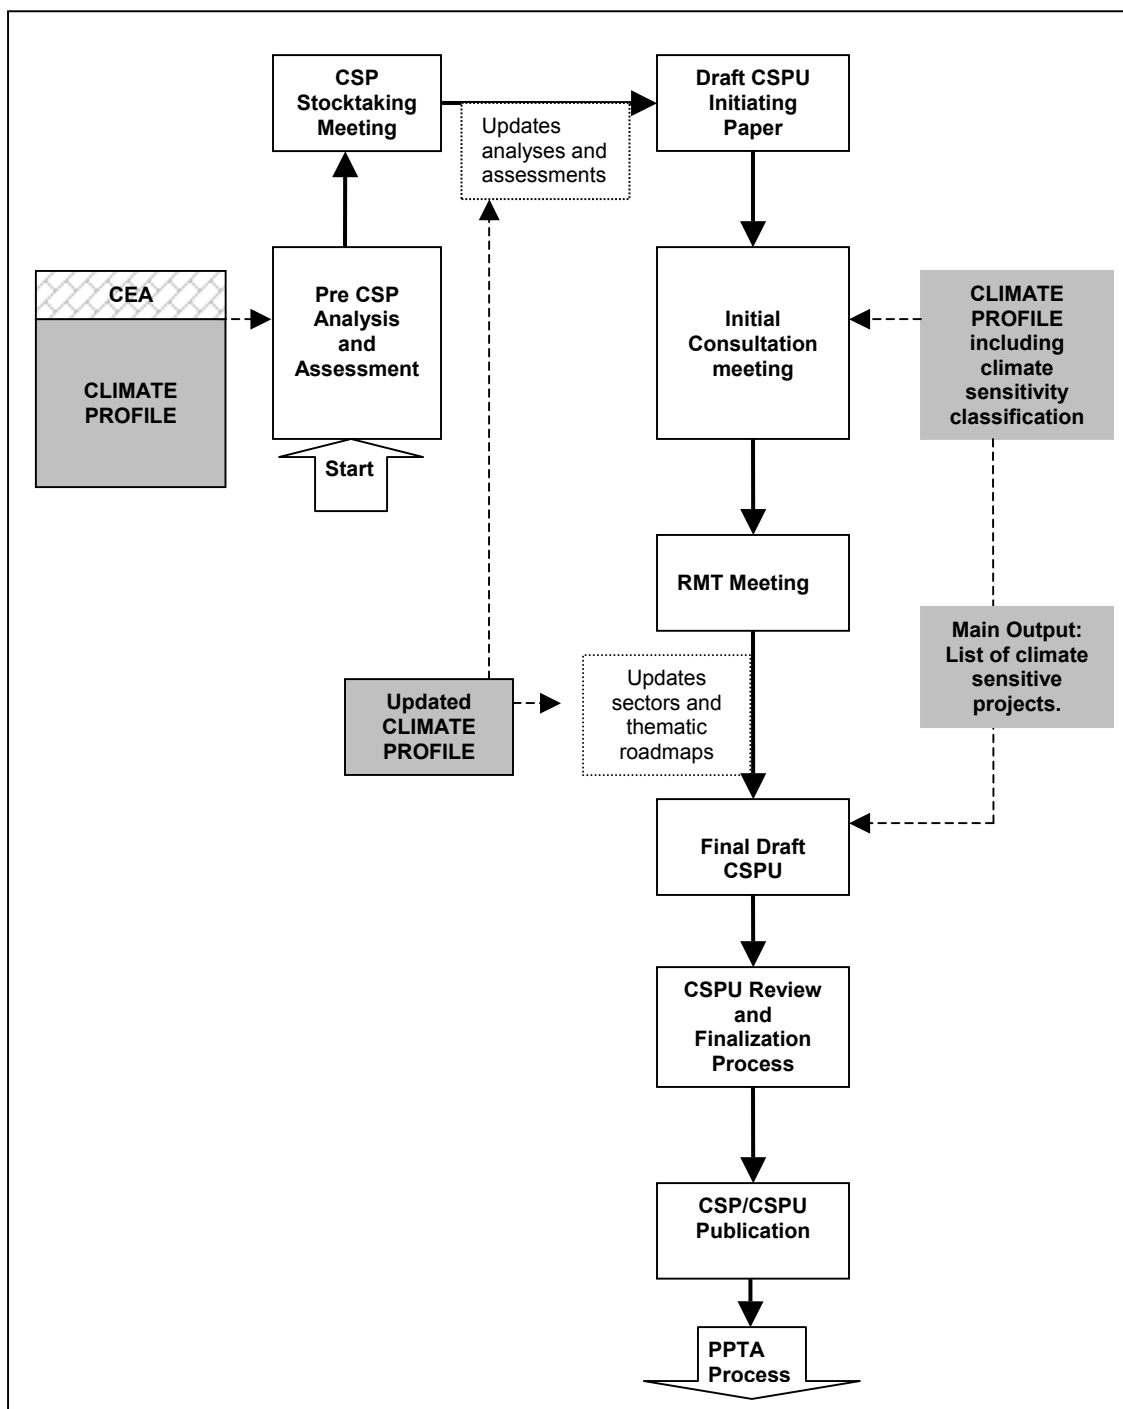 CSP
Stocktaking
Meeting
Draft CSPU
Initiating
Paper
Updates
analyses and
assessments
CEA
CLIMATE
PROFILE
Pre CSP
Analysis
and
Assessment
Start
Initial
Consultation
meeting
CLIMATE
PROFILE
including
climate
sensitivity
classification
RMT Meeting
Main Output:
List of climate
sensitive
projects.
Updated
CLIMATE
PROFILE
Updates
sectors and
thematic
roadmaps
Final Draft
CSPU
CSPU Review
and
Finalization
Process
CSP/CSPU
Publication
PPTA
Process